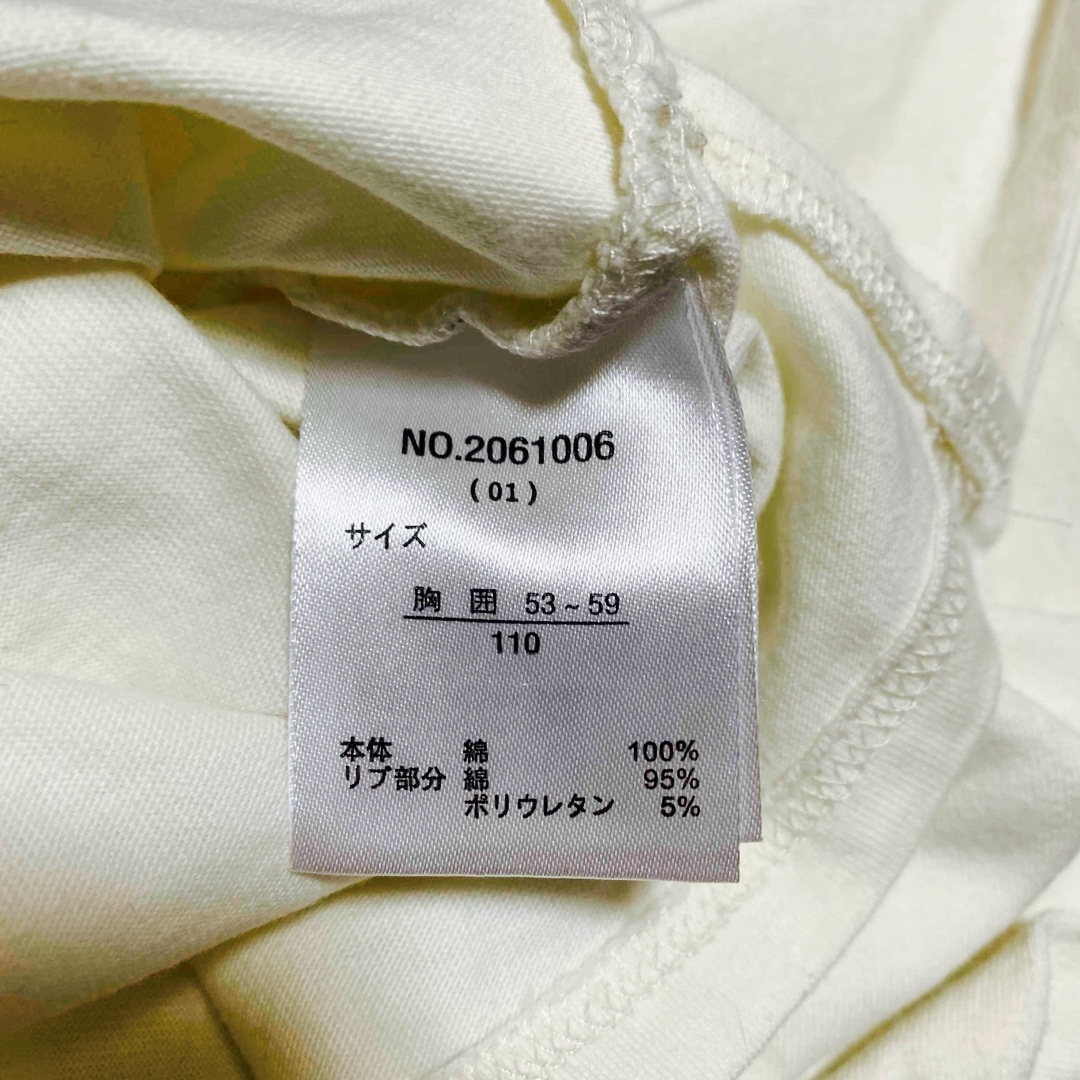 NO.2061006
(01)
サイズ
胸 囲 53~59
110
本体 綿 100%
リブ部分 綿 95%
ポリウレタン 5%